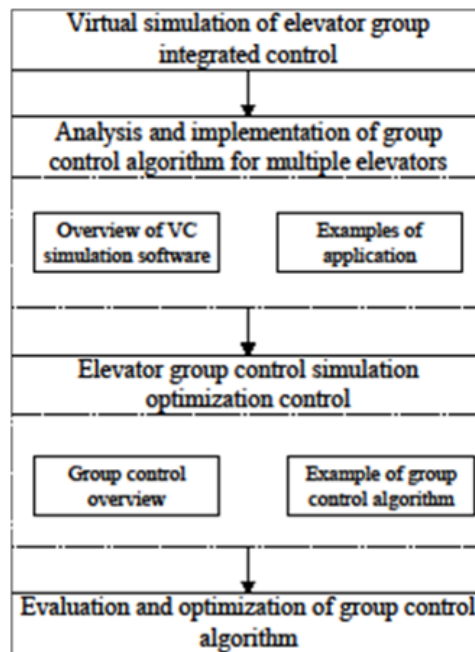 Virtual simulation of elevator group
integrated control
Analysis and implementation of group
control algorithm for multiple elevators
Overview of VC
simulation software
Examples of
application
Elevator group control simulation
optimization control
Group control
overview
Example of group
control algorithm
Evaluation and optimization of group control
algorithm